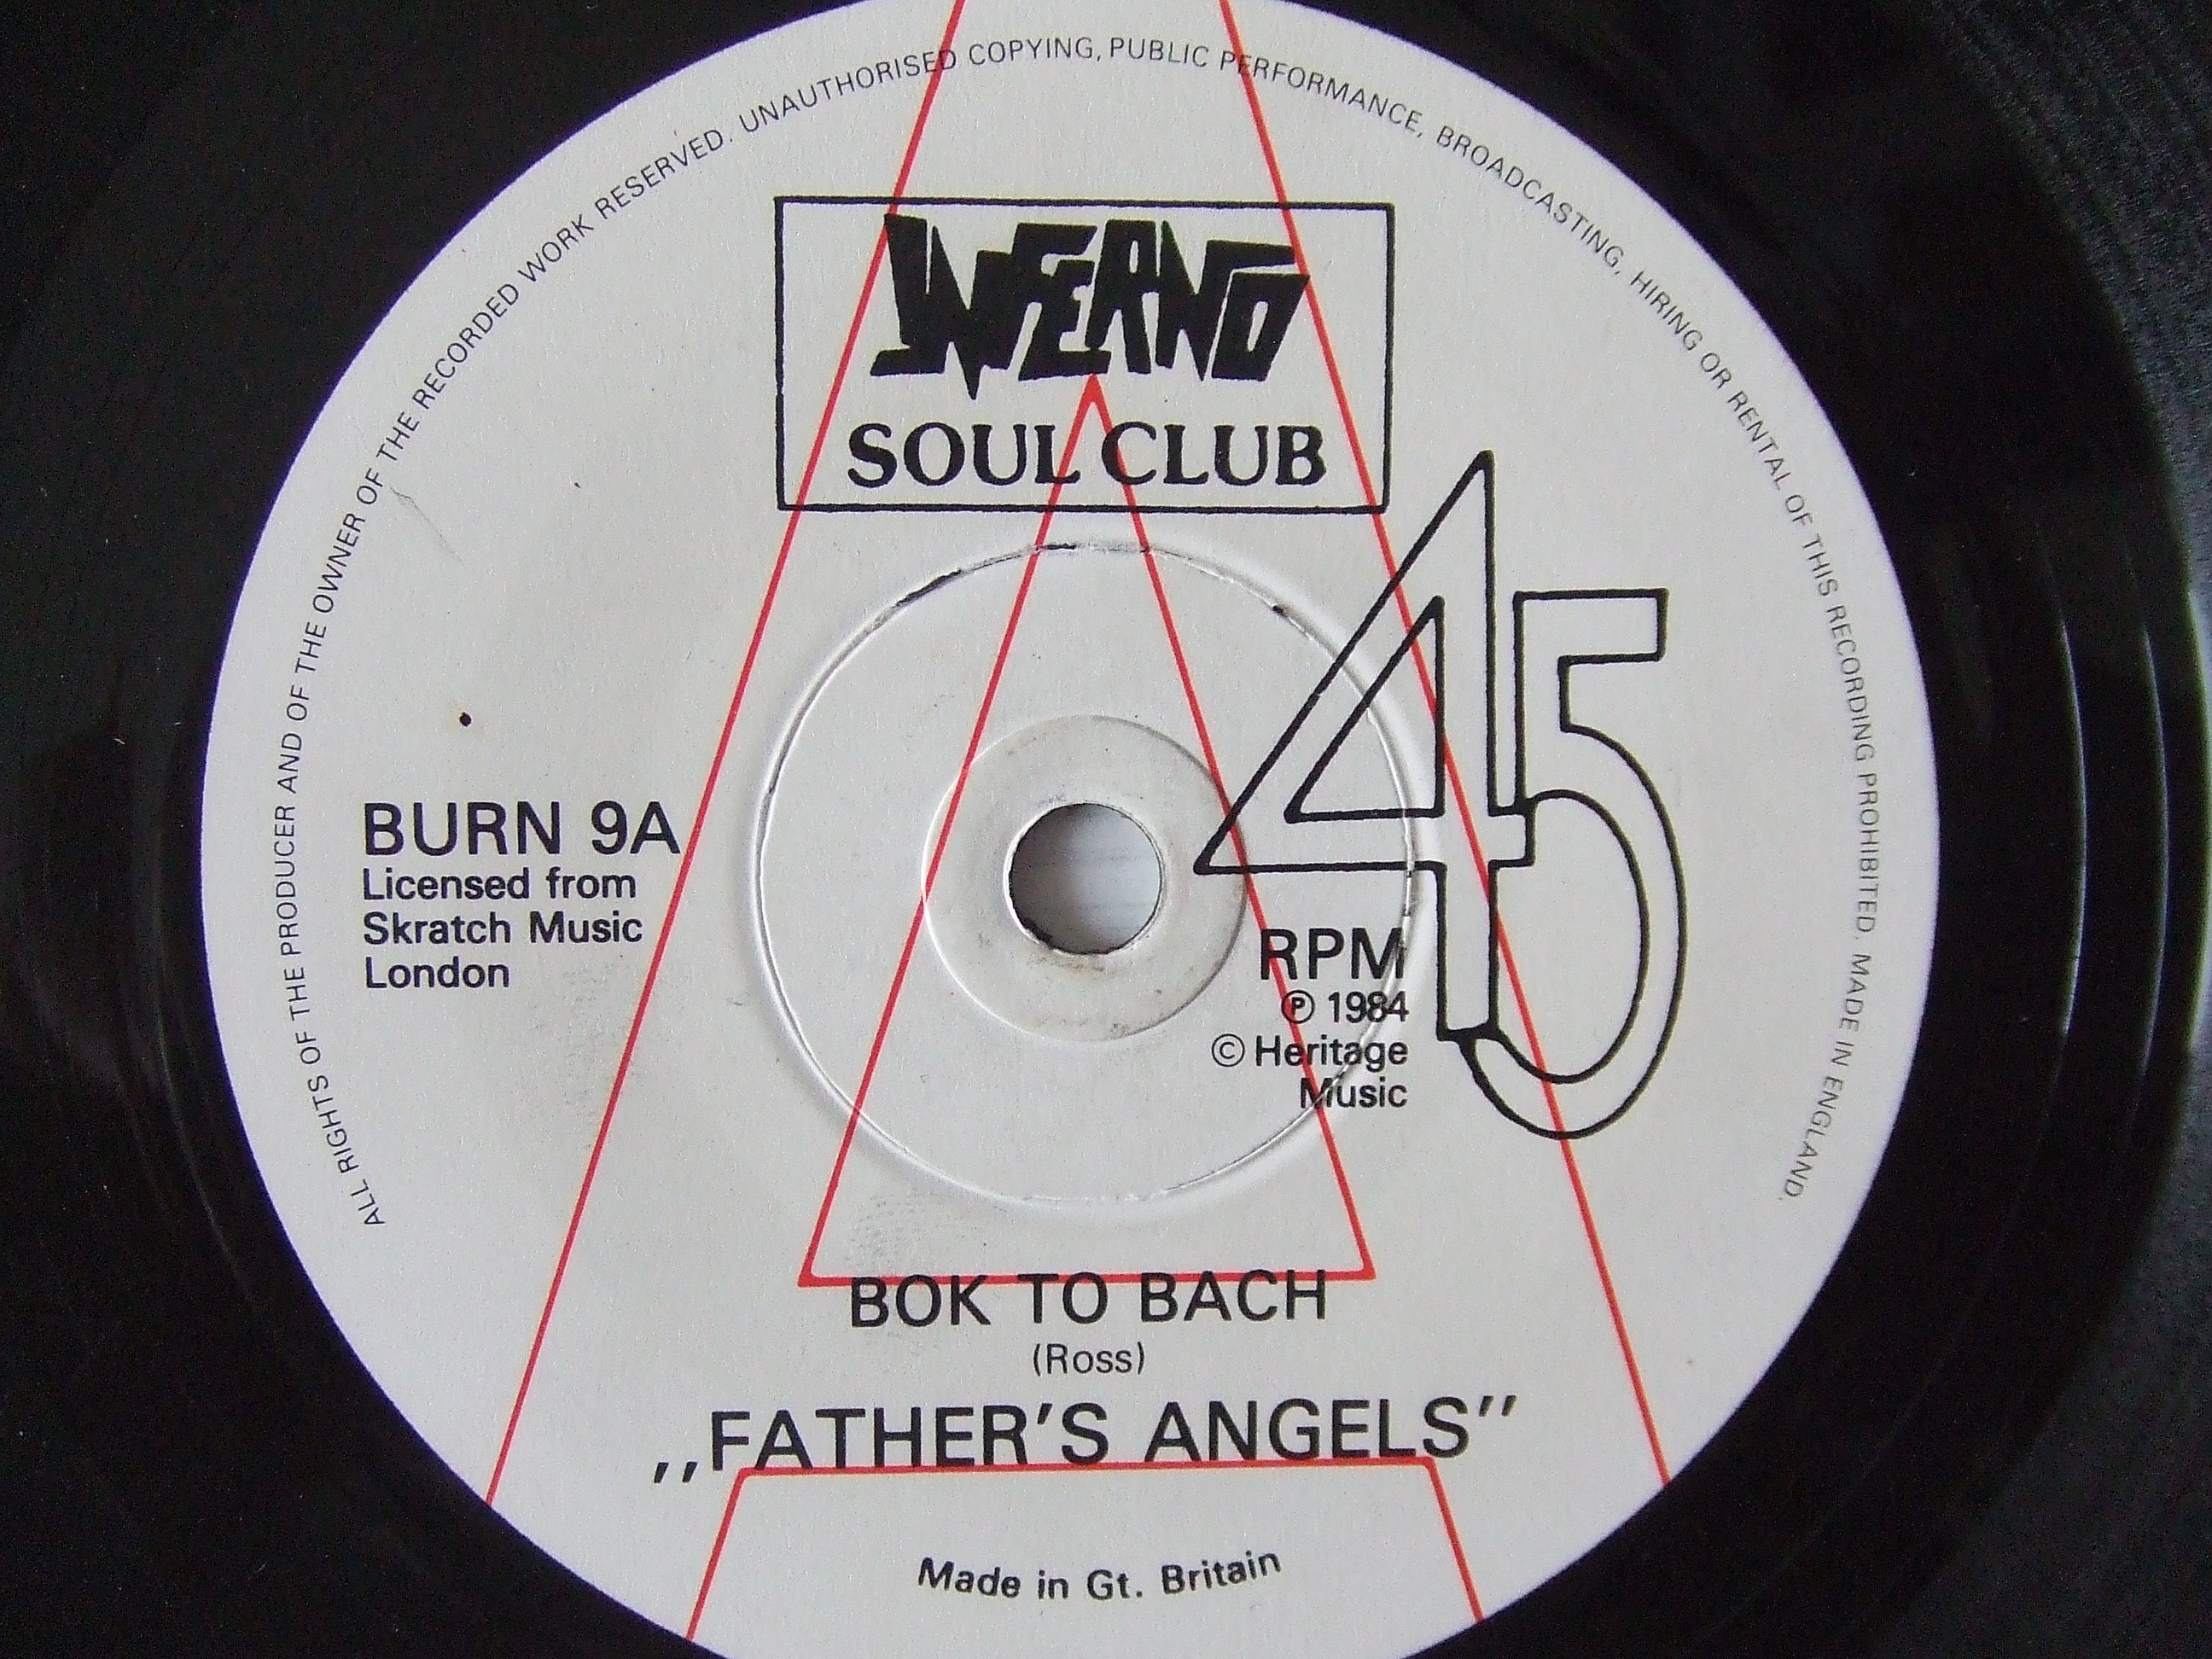 ALL RIGHTS OF THE PRODUCER AND OF THE OWNER OF THE RECORDED WORK RESERVED. UNAUTHORISED COPYING, PUBLIC PERFORMANCE, BROADCASTING, HIRING OR RENTAL OF THIS RECORDING PROHIBITED. MADE IN ENGLAND.
INFERNO
SOUL CLUB
45
BURN 9A
Licensed from
Skratch Music
London
RPM
℗ 1984
© Heritage
Music
BOK TO BACH
(Ross)
,,FATHER'S ANGELS''
Made in Gt. Britain